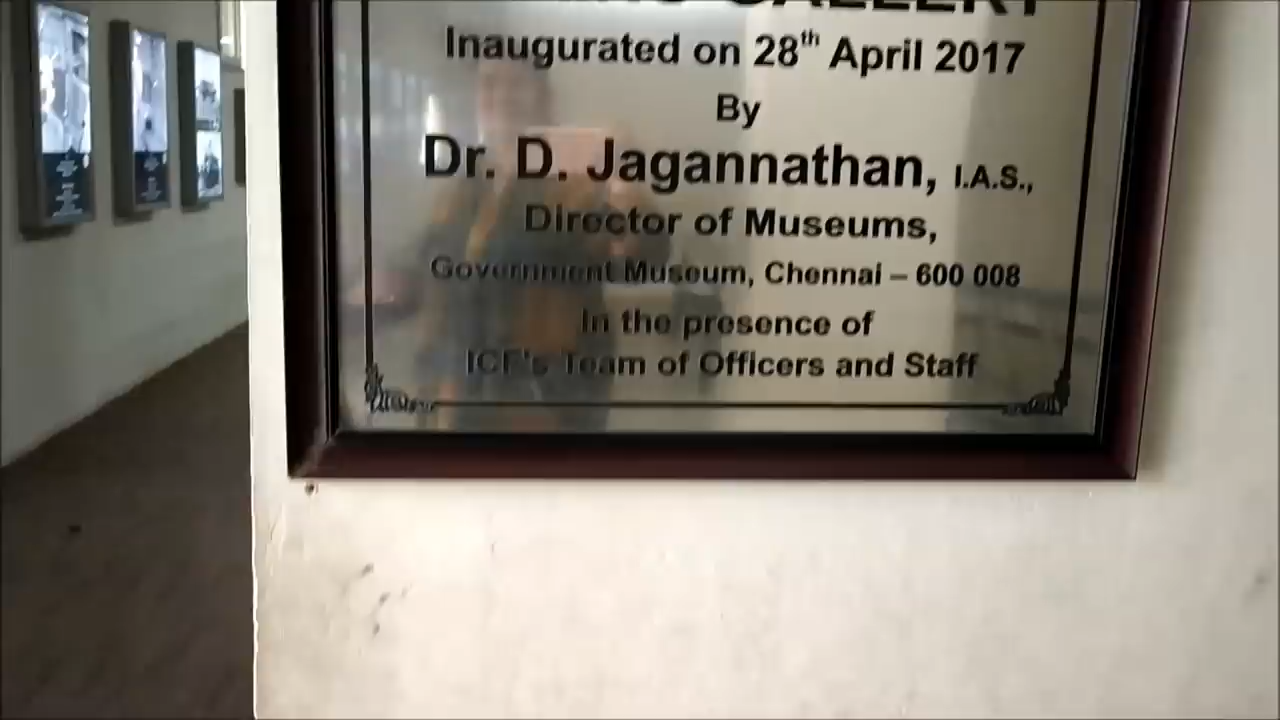 GALLERY
Inaugurated on 28th April 2017
By
Dr. D. Jagannathan, I.A.S.,
Director of Museums,
Government Museum, Chennai – 600 008
In the presence of
ICF's Team of Officers and Staff